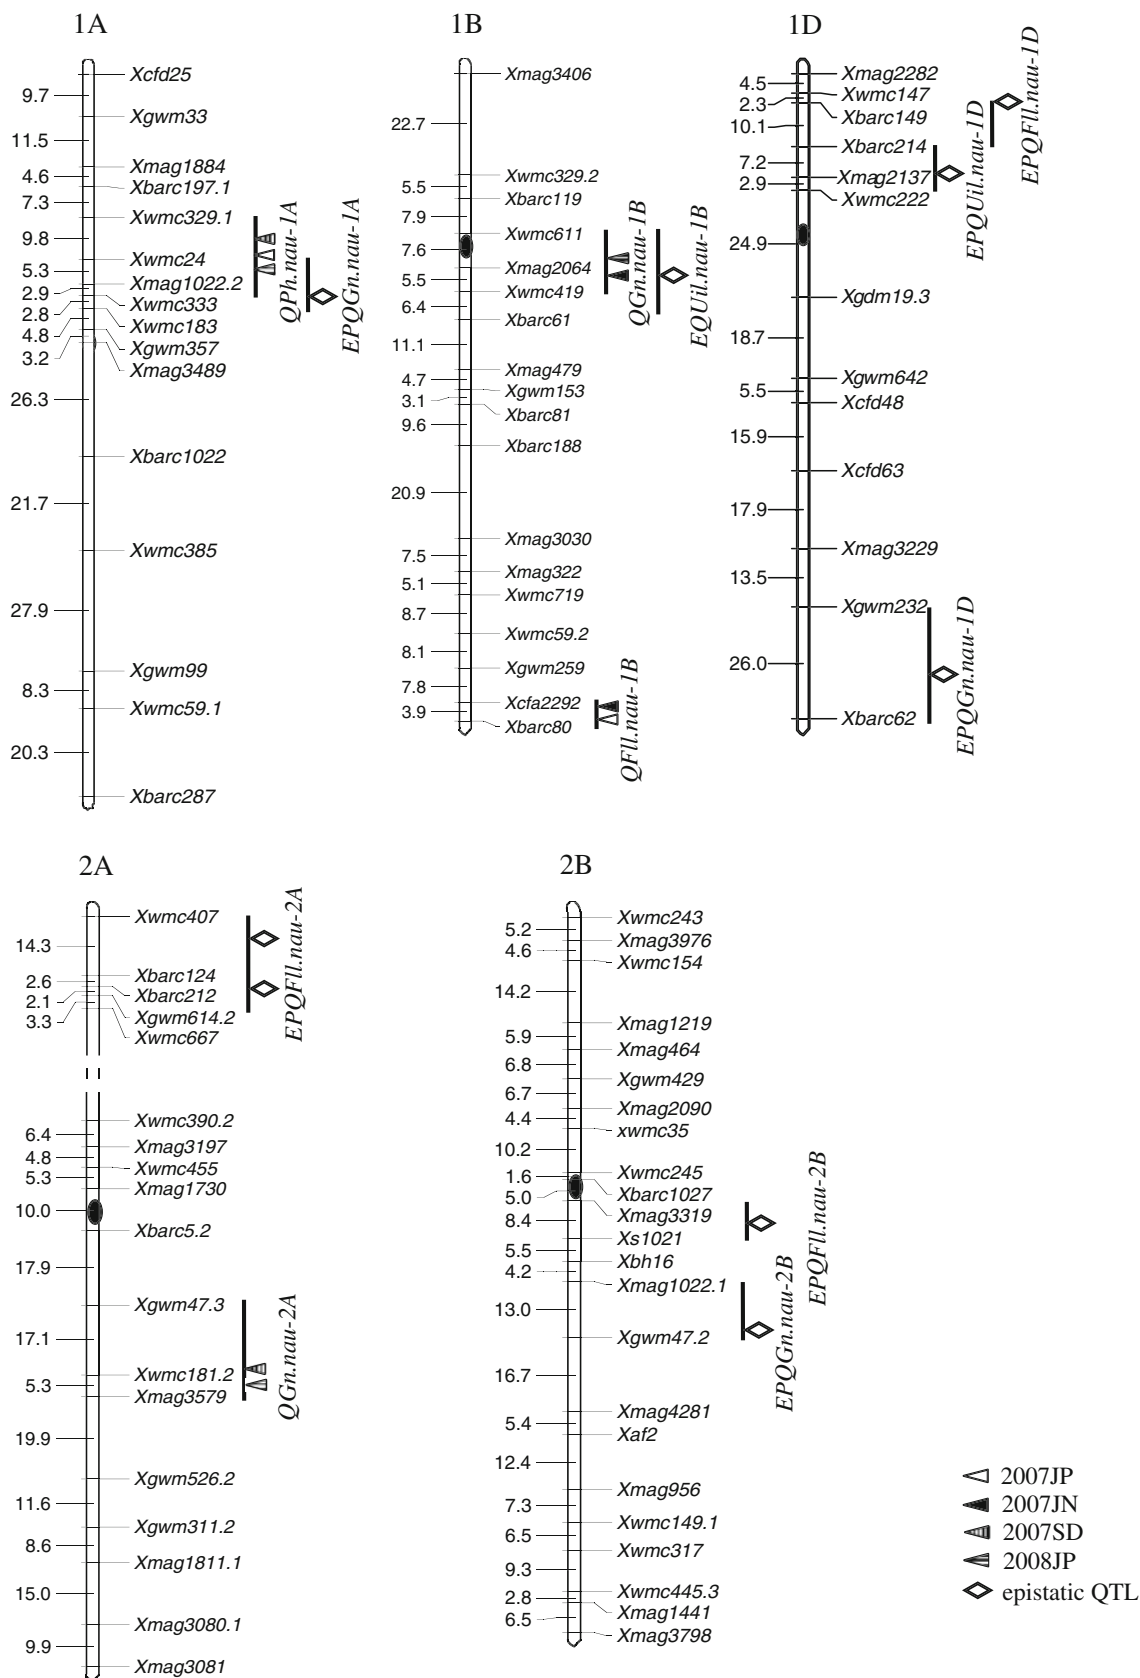 1A
Xcfd25
9.7
Xgwm33
11.5
Xmag1884
4.6
Xbarc197.1
7.3
Xwmc329.1
9.8
Xwmc24
5.3
Xmag1022.2
2.9
Xwmc333
2.8
Xwmc183
4.8
Xgwm357
3.2
Xmag3489
26.3
Xbarc1022
21.7
Xwmc385
27.9
Xgwm99
8.3
Xwmc59.1
20.3
Xbarc287
QPh.nau-1A
EPQGn.nau-1A
1B
Xmag3406
22.7
Xwmc329.2
5.5
Xbarc119
7.9
Xwmc611
7.6
Xmag2064
5.5
Xwmc419
6.4
Xbarc61
11.1
Xmag479
4.7
Xgwm153
3.1
Xbarc81
9.6
Xbarc188
20.9
Xmag3030
7.5
Xmag322
5.1
Xwmc719
8.7
Xwmc59.2
8.1
Xgwm259
7.8
Xcfa2292
3.9
Xbarc80
QGn.nau-1B
EQUil.nau-1B
QFll.nau-1B
1D
Xmag2282
4.5
Xwmc147
2.3
Xbarc149
10.1
Xbarc214
7.2
Xmag2137
2.9
Xwmc222
24.9
Xgdm19.3
18.7
Xgwm642
5.5
Xcfd48
15.9
Xcfd63
17.9
Xmag3229
13.5
Xgwm232
26.0
Xbarc62
EPQUil.nau-1D
EPQFll.nau-1D
EPQGn.nau-1D
2A
Xwmc407
14.3
Xbarc124
2.6
Xbarc212
2.1
Xgwm614.2
3.3
Xwmc667
Xwmc390.2
6.4
Xmag3197
4.8
Xwmc455
5.3
Xmag1730
10.0
Xbarc5.2
17.9
Xgwm47.3
17.1
Xwmc181.2
5.3
Xmag3579
19.9
Xgwm526.2
11.6
Xgwm311.2
8.6
Xmag1811.1
15.0
Xmag3080.1
9.9
Xmag3081
EPQFll.nau-2A
QGn.nau-2A
2B
Xwmc243
5.2
Xmag3976
4.6
Xwmc154
14.2
Xmag1219
5.9
Xmag464
6.8
Xgwm429
6.7
Xmag2090
4.4
xwmc35
10.2
Xwmc245
1.6
Xbarc1027
5.0
Xmag3319
8.4
Xs1021
5.5
Xbh16
4.2
Xmag1022.1
13.0
Xgwm47.2
16.7
Xmag4281
5.4
Xaf2
12.4
Xmag956
7.3
Xwmc149.1
6.5
Xwmc317
9.3
Xwmc445.3
2.8
Xmag1441
6.5
Xmag3798
EPQGn.nau-2B
EPQFll.nau-2B
2007JP
2007JN
2007SD
2008JP
epistatic QTL